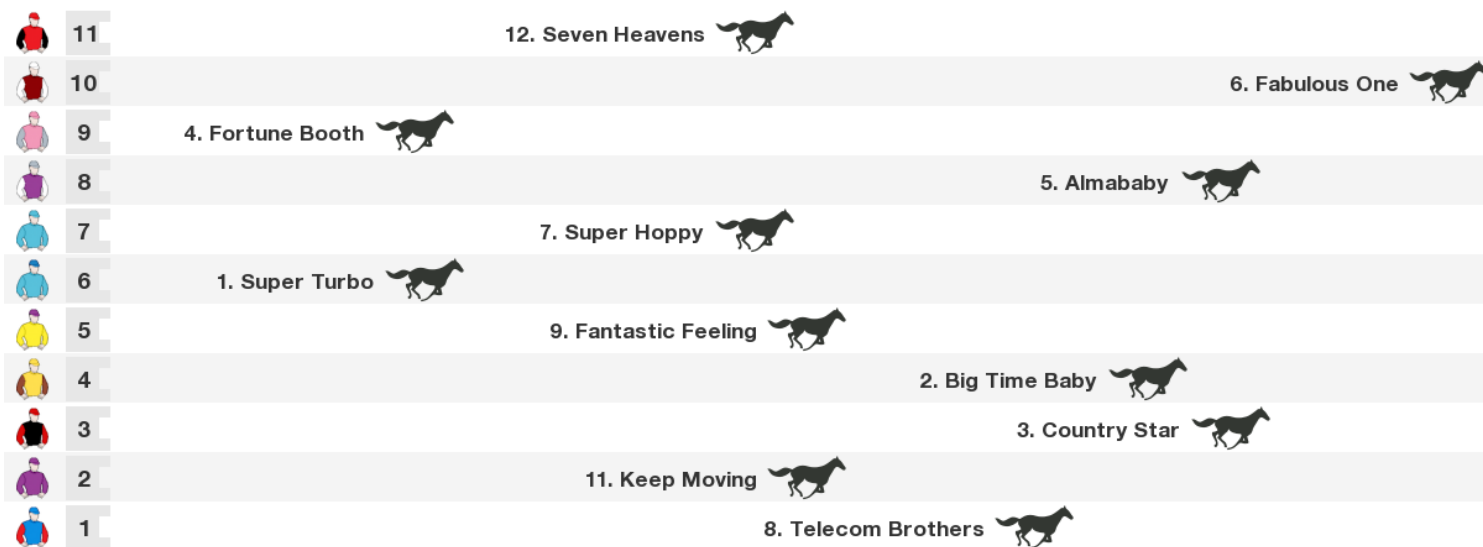 11 12. Seven Heavens
10 6. Fabulous One
9 4. Fortune Booth
8 5. Almababy
7 7. Super Hoppy
6 1. Super Turbo
5 9. Fantastic Feeling
4 2. Big Time Baby
3 3. Country Star
2 11. Keep Moving
1 8. Telecom Brothers